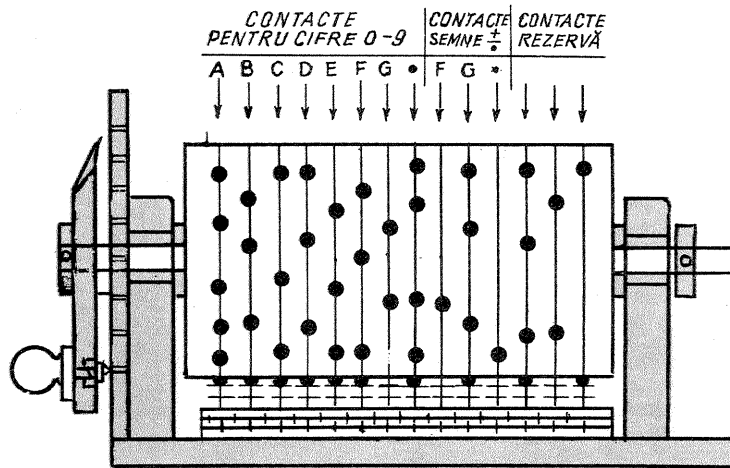 CONTACTE
PENTRU CIFRE 0-9
CONTACTE
SEMNE ±
CONTACTE
REZERVĂ
A B C D E F G • F G *